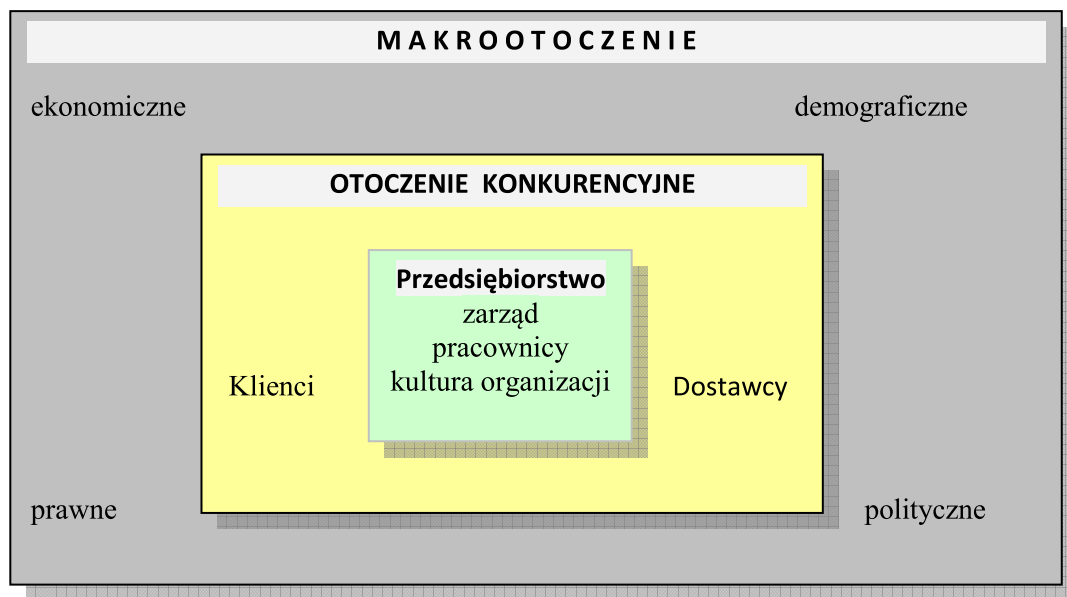 MAKROOTOCZENIE
ekonomiczne
demograficzne
OTOCZENIE KONKURENCYJNE
Przedsiębiorstwo
zarząd
pracownicy
kultura organizacji
Klienci
Dostawcy
prawne
polityczne